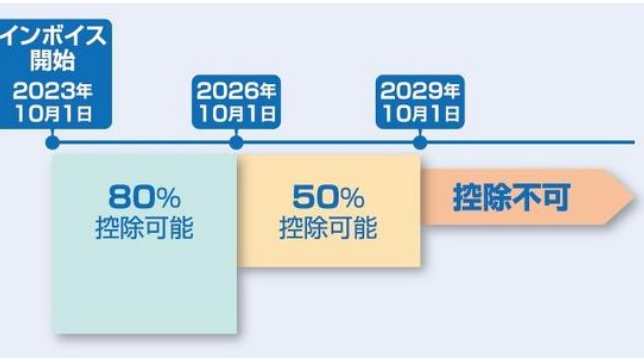 インボイス
開始
2023年
10月1日
2026年
10月1日
2029年
10月1日
80%
控除可能
50%
控除可能
控除不可